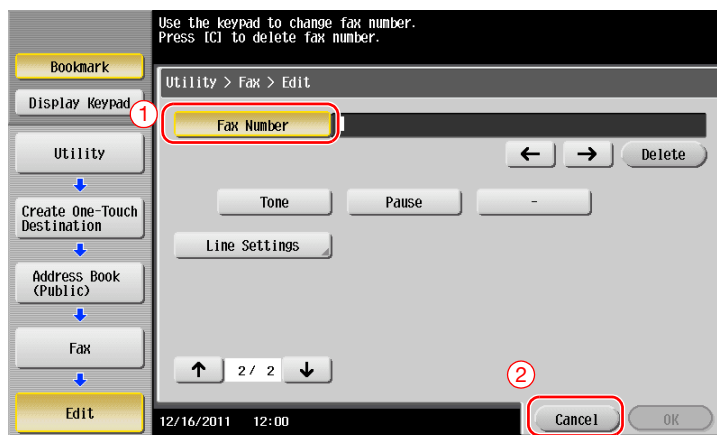 Use the keypad to change fax number.
Press [C] to delete fax number.
Bookmark
Display Keypad
Utility
Create One-Touch
Destination
Address Book
(Public)
Fax
Edit
Utility > Fax > Edit
1
Fax Number
← → Delete
Tone Pause -
Line Settings
↑ 2/ 2 ↓
2
12/16/2011 12:00 Cancel OK